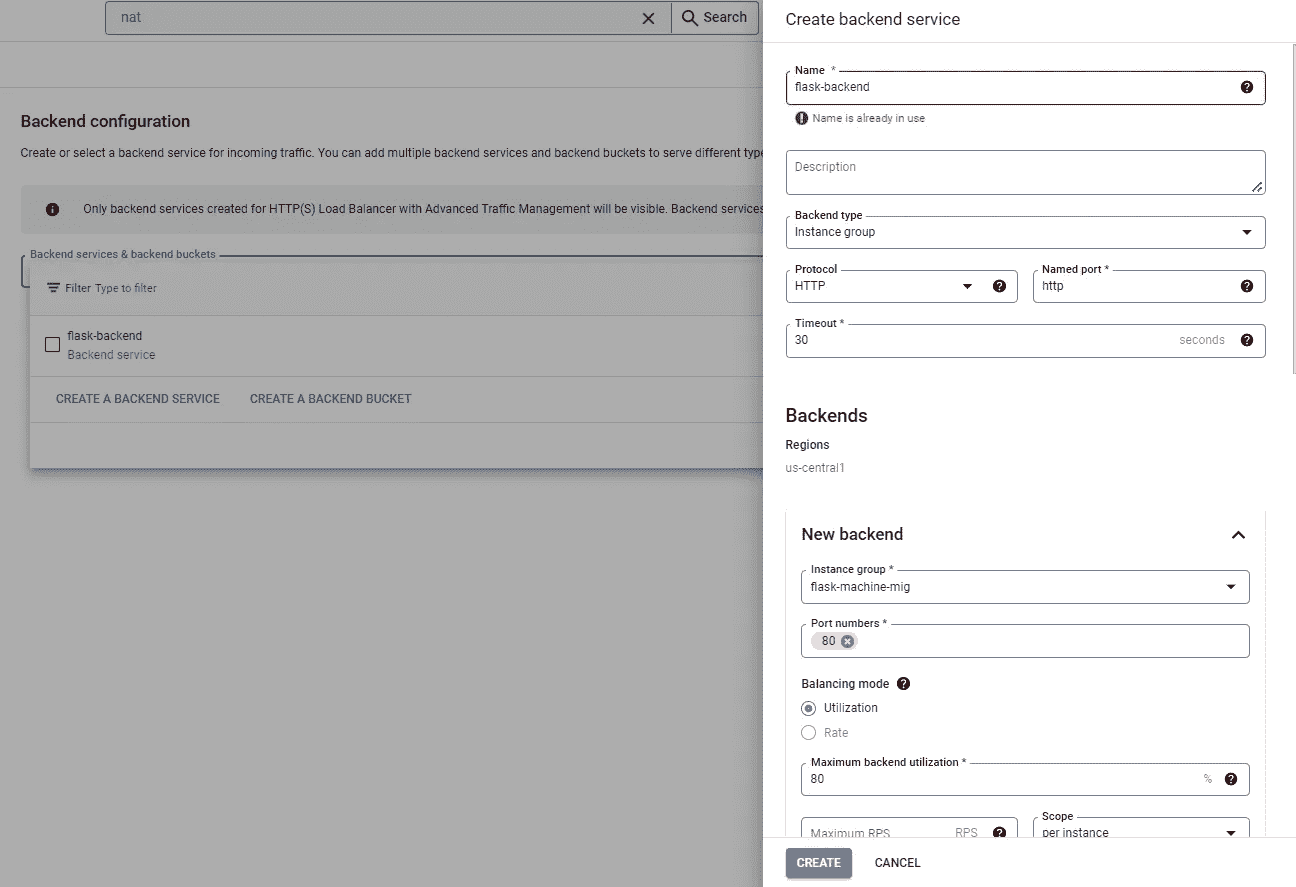 nat
Search
Backend configuration
Create or select a backend service for incoming traffic. You can add multiple backend services and backend buckets to serve different type
Only backend services created for HTTP(S) Load Balancer with Advanced Traffic Management will be visible. Backend services
Backend services & backend buckets
Filter Type to filter
flask-backend
Backend service
CREATE A BACKEND SERVICE CREATE A BACKEND BUCKET
Create backend service
Name *
flask-backend
Name is already in use
Description
Backend type
Instance group
Protocol Named port *
HTTP http
Timeout *
30 seconds
Backends
Regions
us-central1
New backend
Instance group *
flask-machine-mig
Port numbers *
80
Balancing mode
Utilization
Rate
Maximum backend utilization *
80 %
Scope
Maximum RPS RPS per instance
CREATE CANCEL